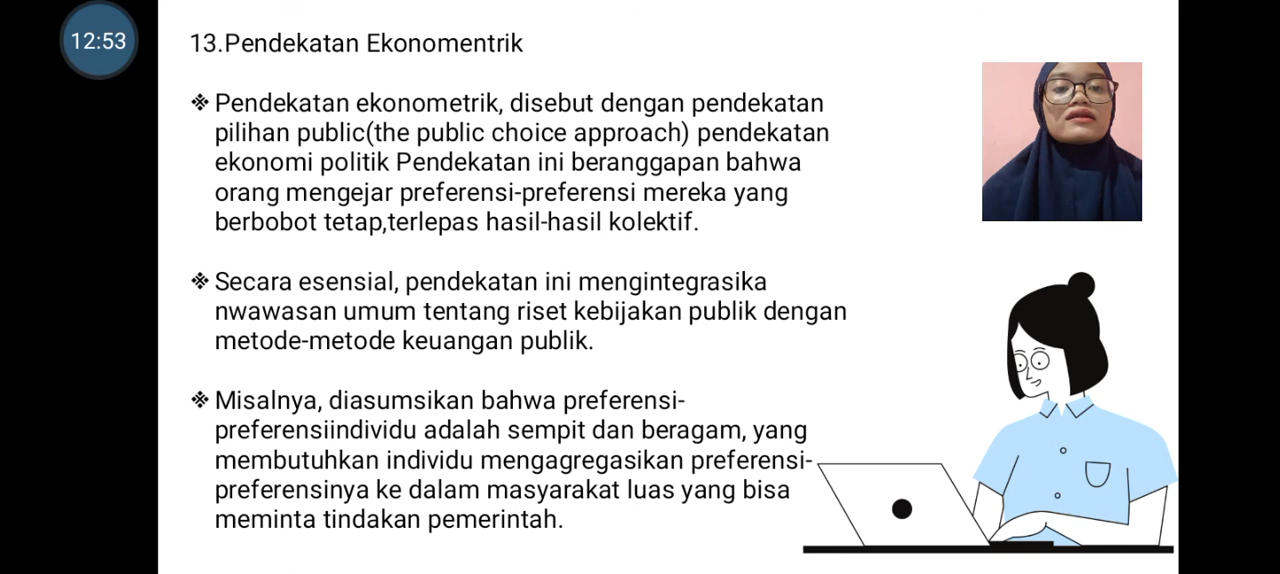 12:53
13.Pendekatan Ekonomentrik
❖ Pendekatan ekonometrik, disebut dengan pendekatan
pilihan public(the public choice approach) pendekatan
ekonomi politik Pendekatan ini beranggapan bahwa
orang mengejar preferensi-preferensi mereka yang
berbobot tetap,terlepas hasil-hasil kolektif.
❖ Secara esensial, pendekatan ini mengintegrasika
nwawasan umum tentang riset kebijakan publik dengan
metode-metode keuangan publik.
❖ Misalnya, diasumsikan bahwa preferensi-
preferensiindividu adalah sempit dan beragam, yang
membutuhkan individu mengagregasikan preferensi-
preferensinya ke dalam masyarakat luas yang bisa
meminta tindakan pemerintah.